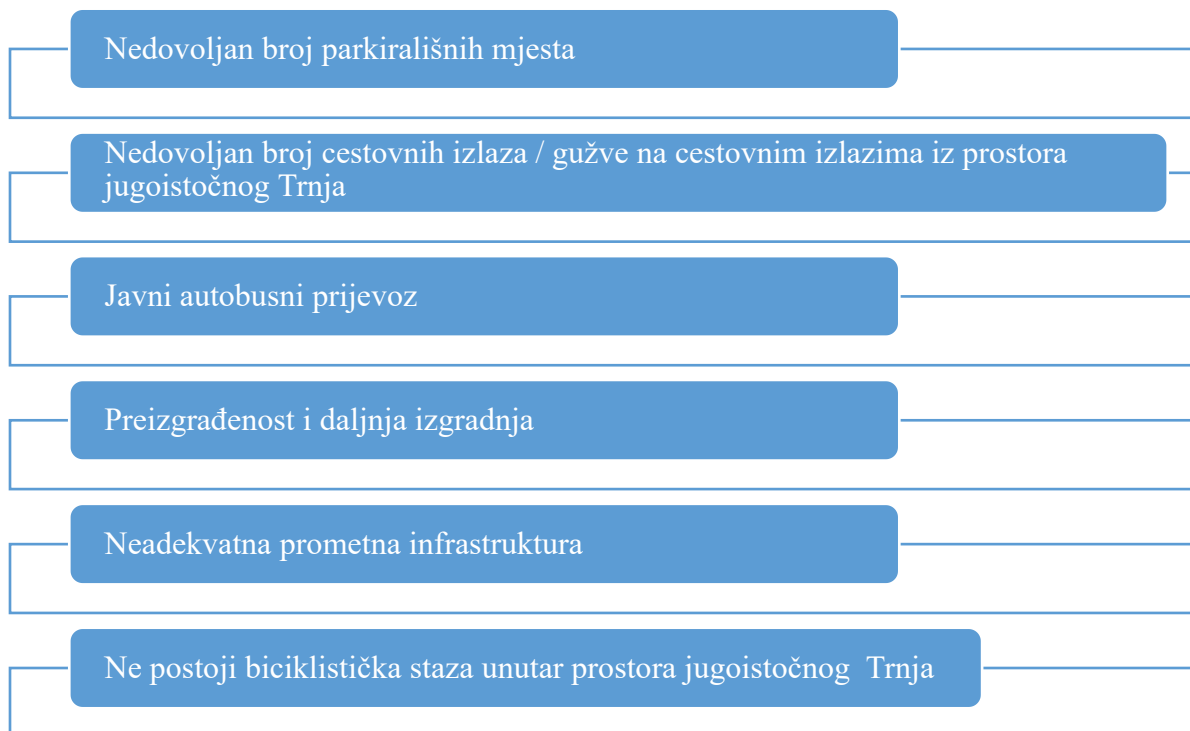 Nedovoljan broj parkirališnih mjesta
Nedovoljan broj cestovnih izlaza / gužve na cestovnim izlazima iz prostora
jugoistočnog Trnja
Javni autobusni prijevoz
Preizgrađenost i daljnja izgradnja
Neadekvatna prometna infrastruktura
Ne postoji biciklistička staza unutar prostora jugoistočnog  Trnja